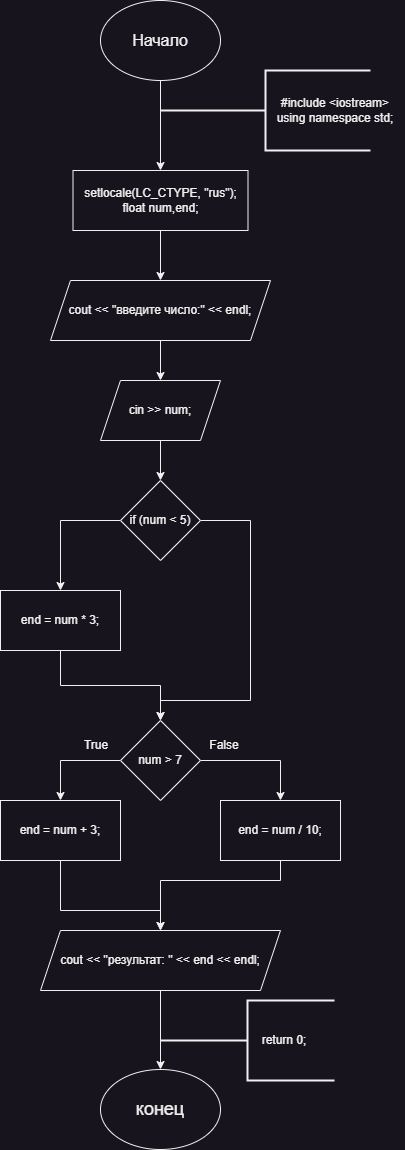 Начало
#include <iostream>
using namespace std;
setlocale(LC_CTYPE, "rus");
float num,end;
cout << "введите число:" << endl;
cin >> num;
if (num < 5)
end = num * 3;
True
False
num > 7
end = num + 3;
end = num / 10;
cout << "результат: " << end << endl;
return 0;
конец